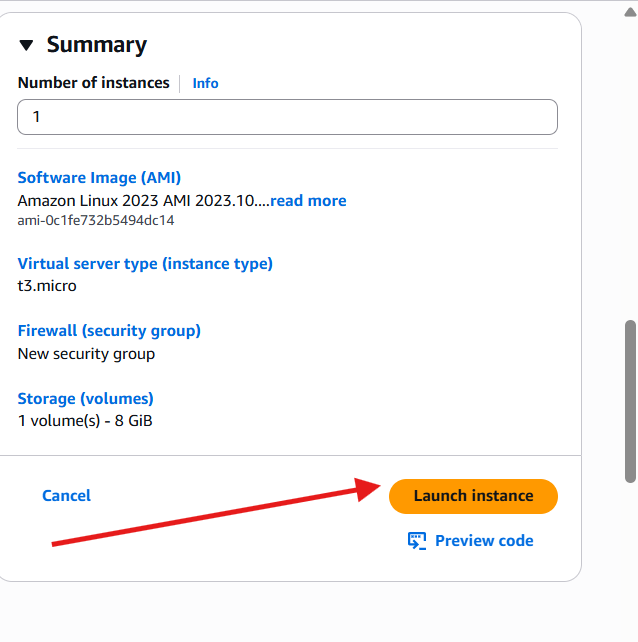 Summary
Number of instances Info
1
Software Image (AMI)
Amazon Linux 2023 AMI 2023.10....read more
ami-0c1fe732b5494dc14
Virtual server type (instance type)
t3.micro
Firewall (security group)
New security group
Storage (volumes)
1 volume(s) - 8 GiB
Cancel
Launch instance
Preview code